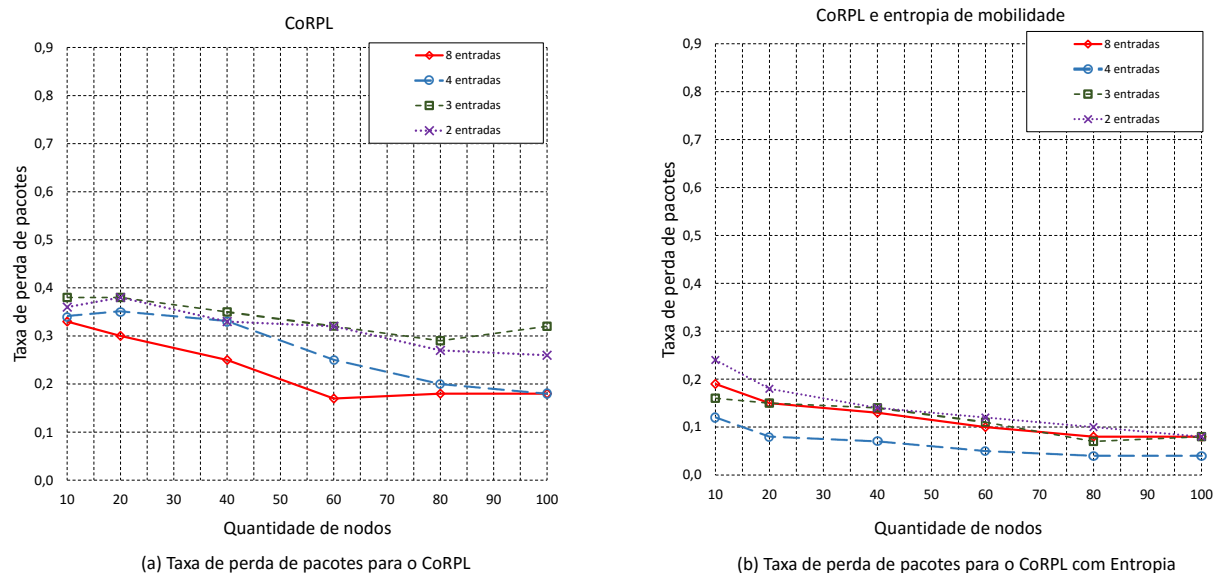 CoRPL
0,9
0,8
0,7
0,6
0,5
0,4
0,3
0,2
0,1
0,0
Taxa de perda de pacotes
8 entradas
4 entradas
3 entradas
2 entradas
10 20 30 40 50 60 70 80 90 100
Quantidade de nodos
(a) Taxa de perda de pacotes para o CoRPL
CoRPL e entropia de mobilidade
0,9
0,8
0,7
0,6
0,5
0,4
0,3
0,2
0,1
0,0
Taxa de perda de pacotes
8 entradas
4 entradas
3 entradas
2 entradas
10 20 30 40 50 60 70 80 90 100
Quantidade de nodos
(b) Taxa de perda de pacotes para o CoRPL com Entropia